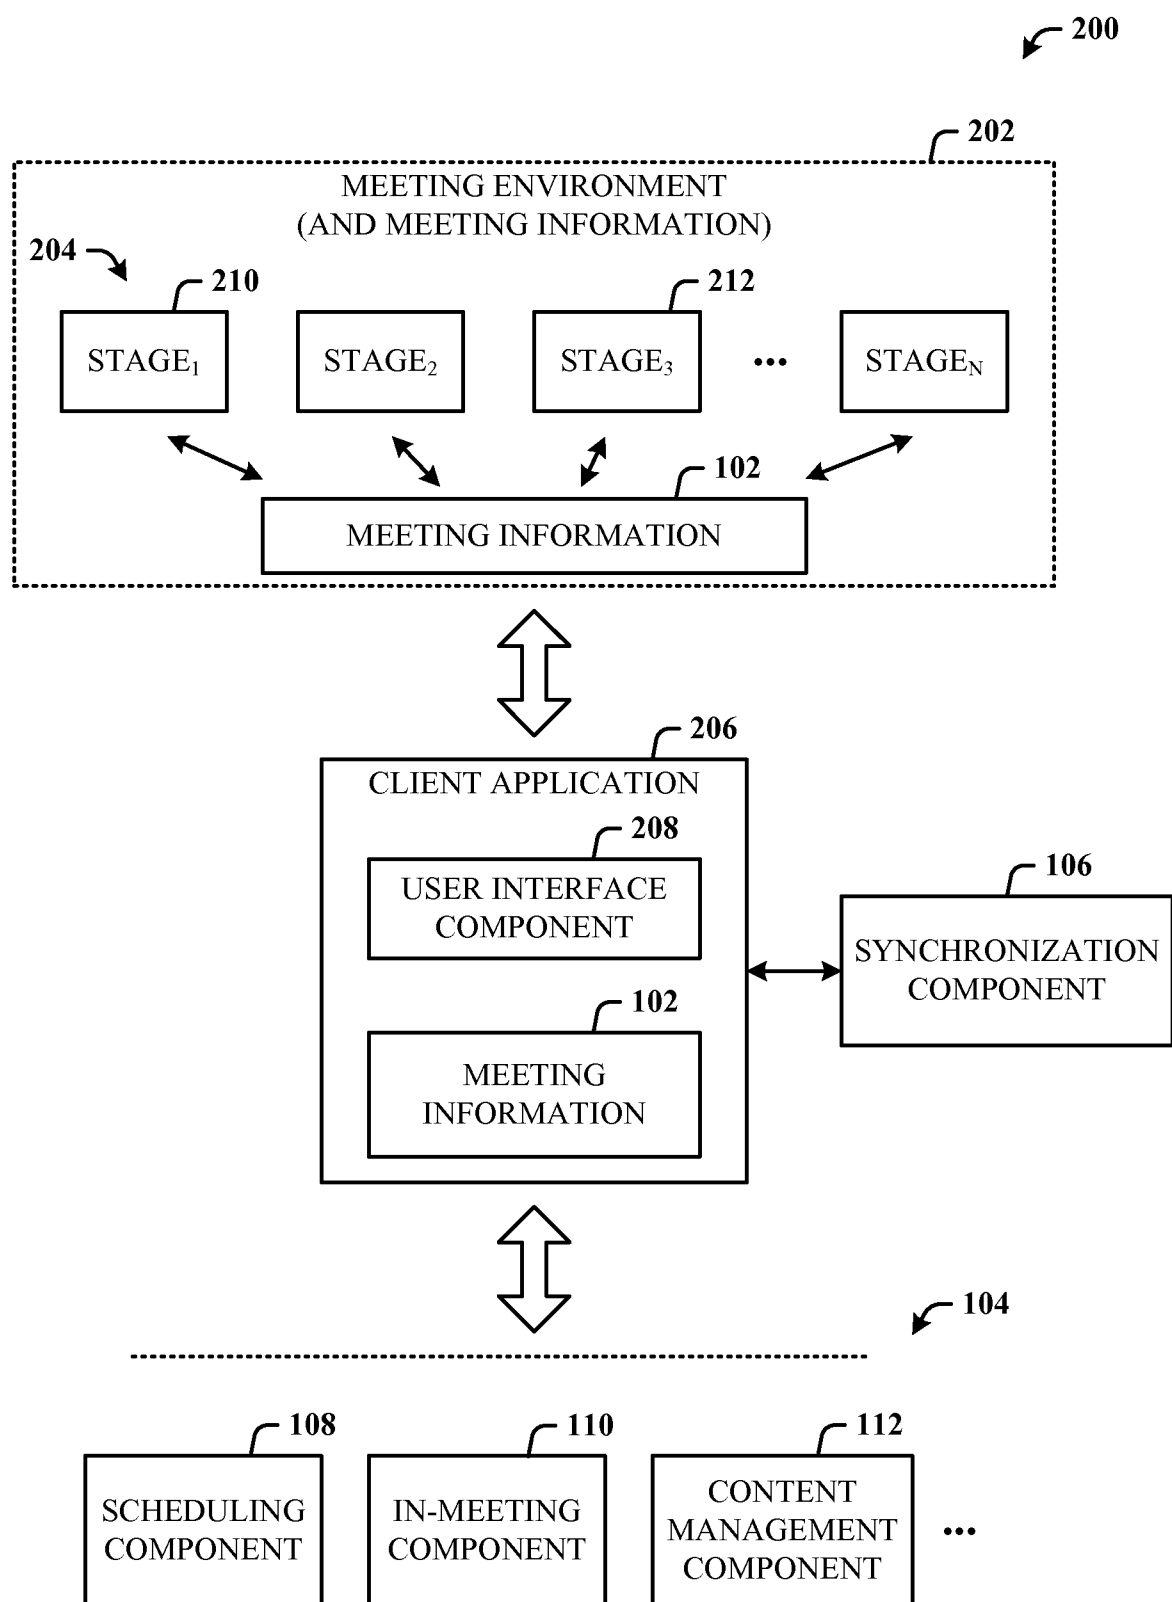 200
202
MEETING ENVIRONMENT
(AND MEETING INFORMATION)
204
210
212
STAGE1
STAGE2
STAGE3
•••
STAGEN
102
MEETING INFORMATION
206
CLIENT APPLICATION
208
USER INTERFACE
COMPONENT
106
SYNCHRONIZATION
COMPONENT
102
MEETING
INFORMATION
104
108
110
112
SCHEDULING
COMPONENT
IN-MEETING
COMPONENT
CONTENT
MANAGEMENT
COMPONENT
•••